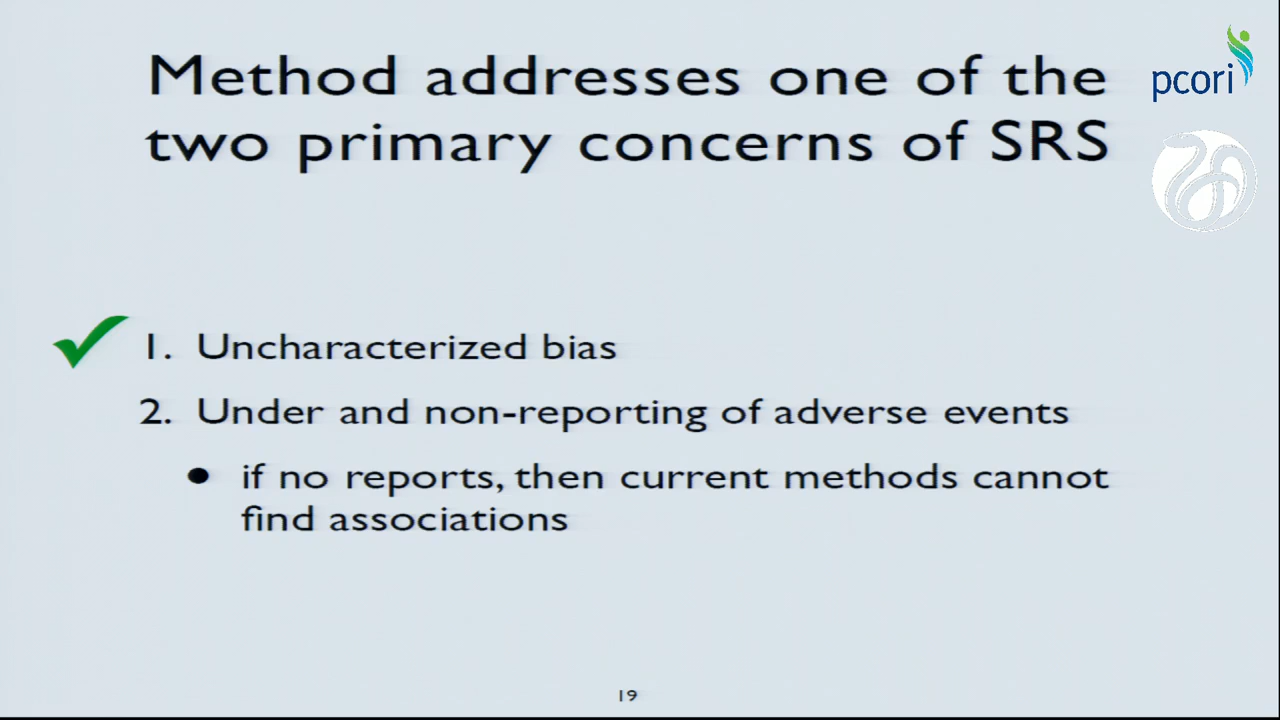 Method addresses one of the
two primary concerns of SRS
pcori
1. Uncharacterized bias
2. Under and non-reporting of adverse events
• if no reports, then current methods cannot
find associations
19